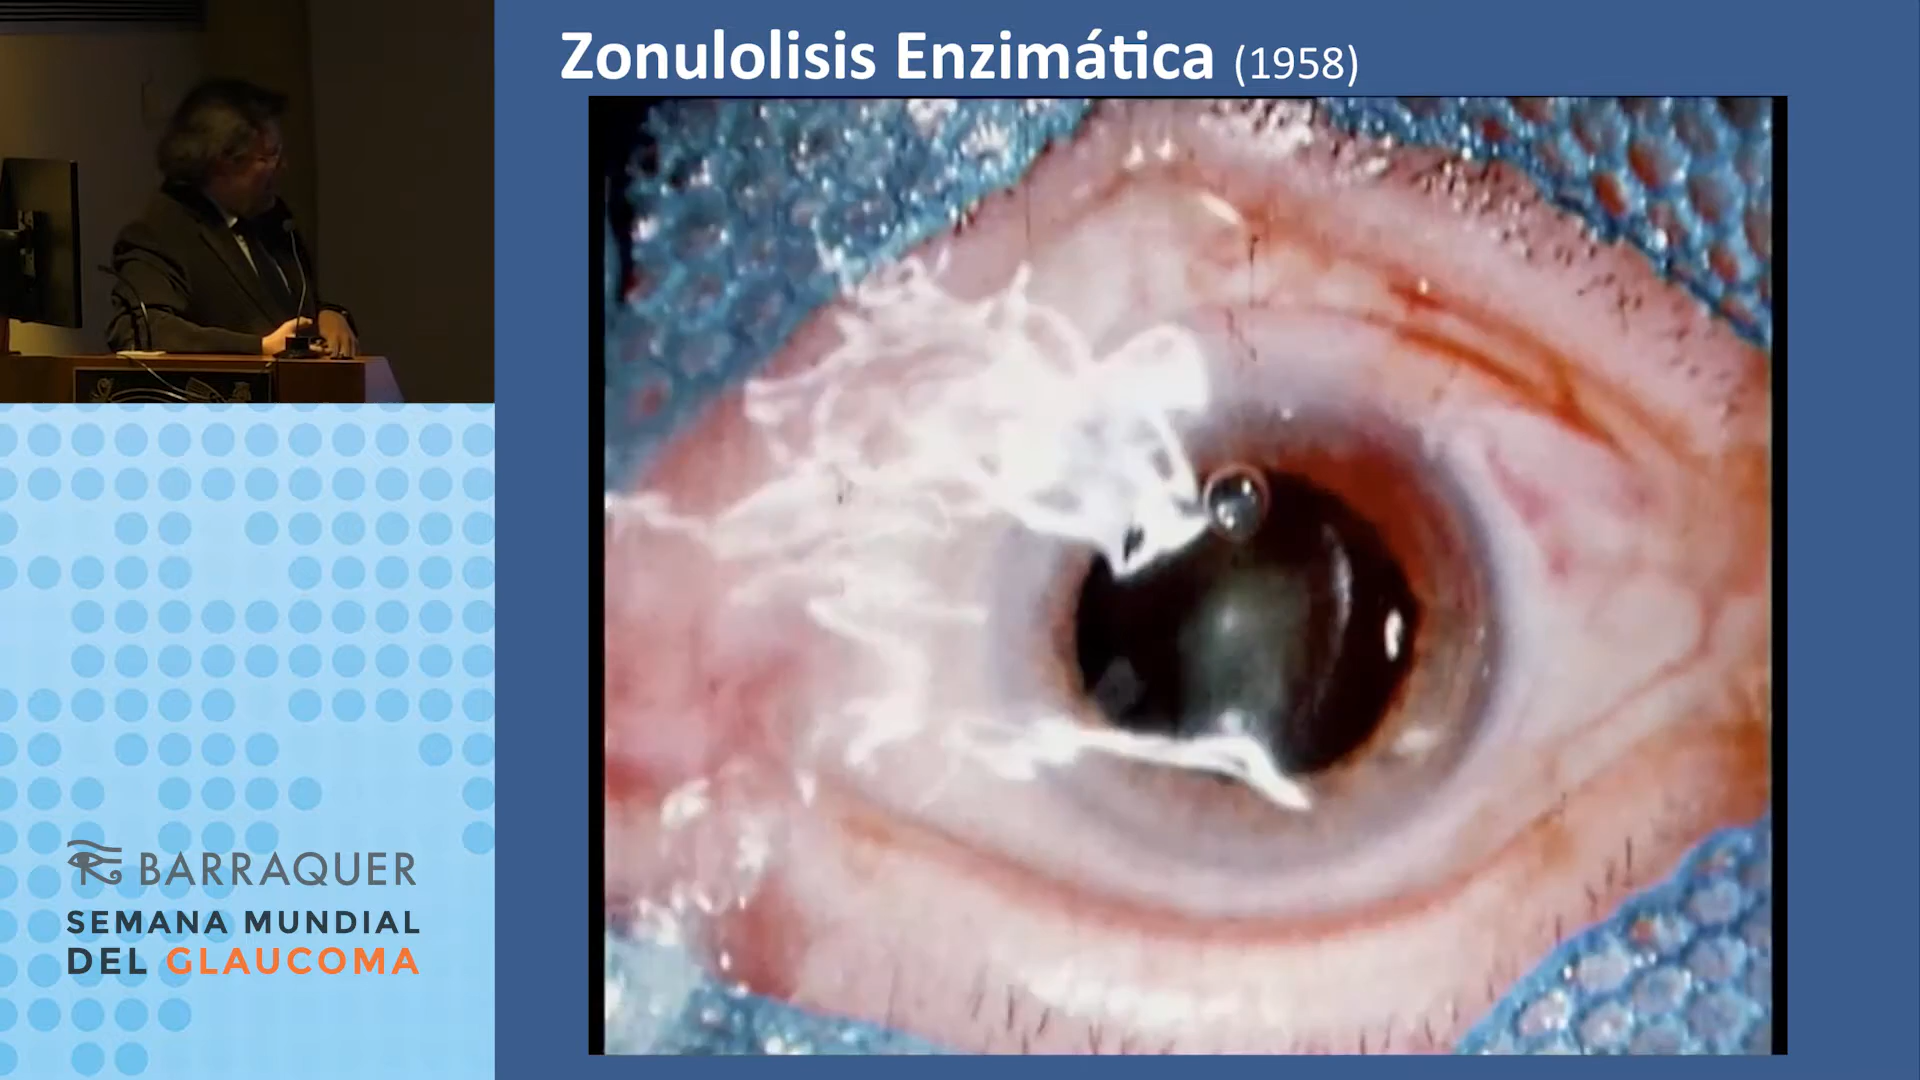 Zonulolisis Enzimática (1958)
BARRAQUER
SEMANA MUNDIAL
DEL GLAUCOMA